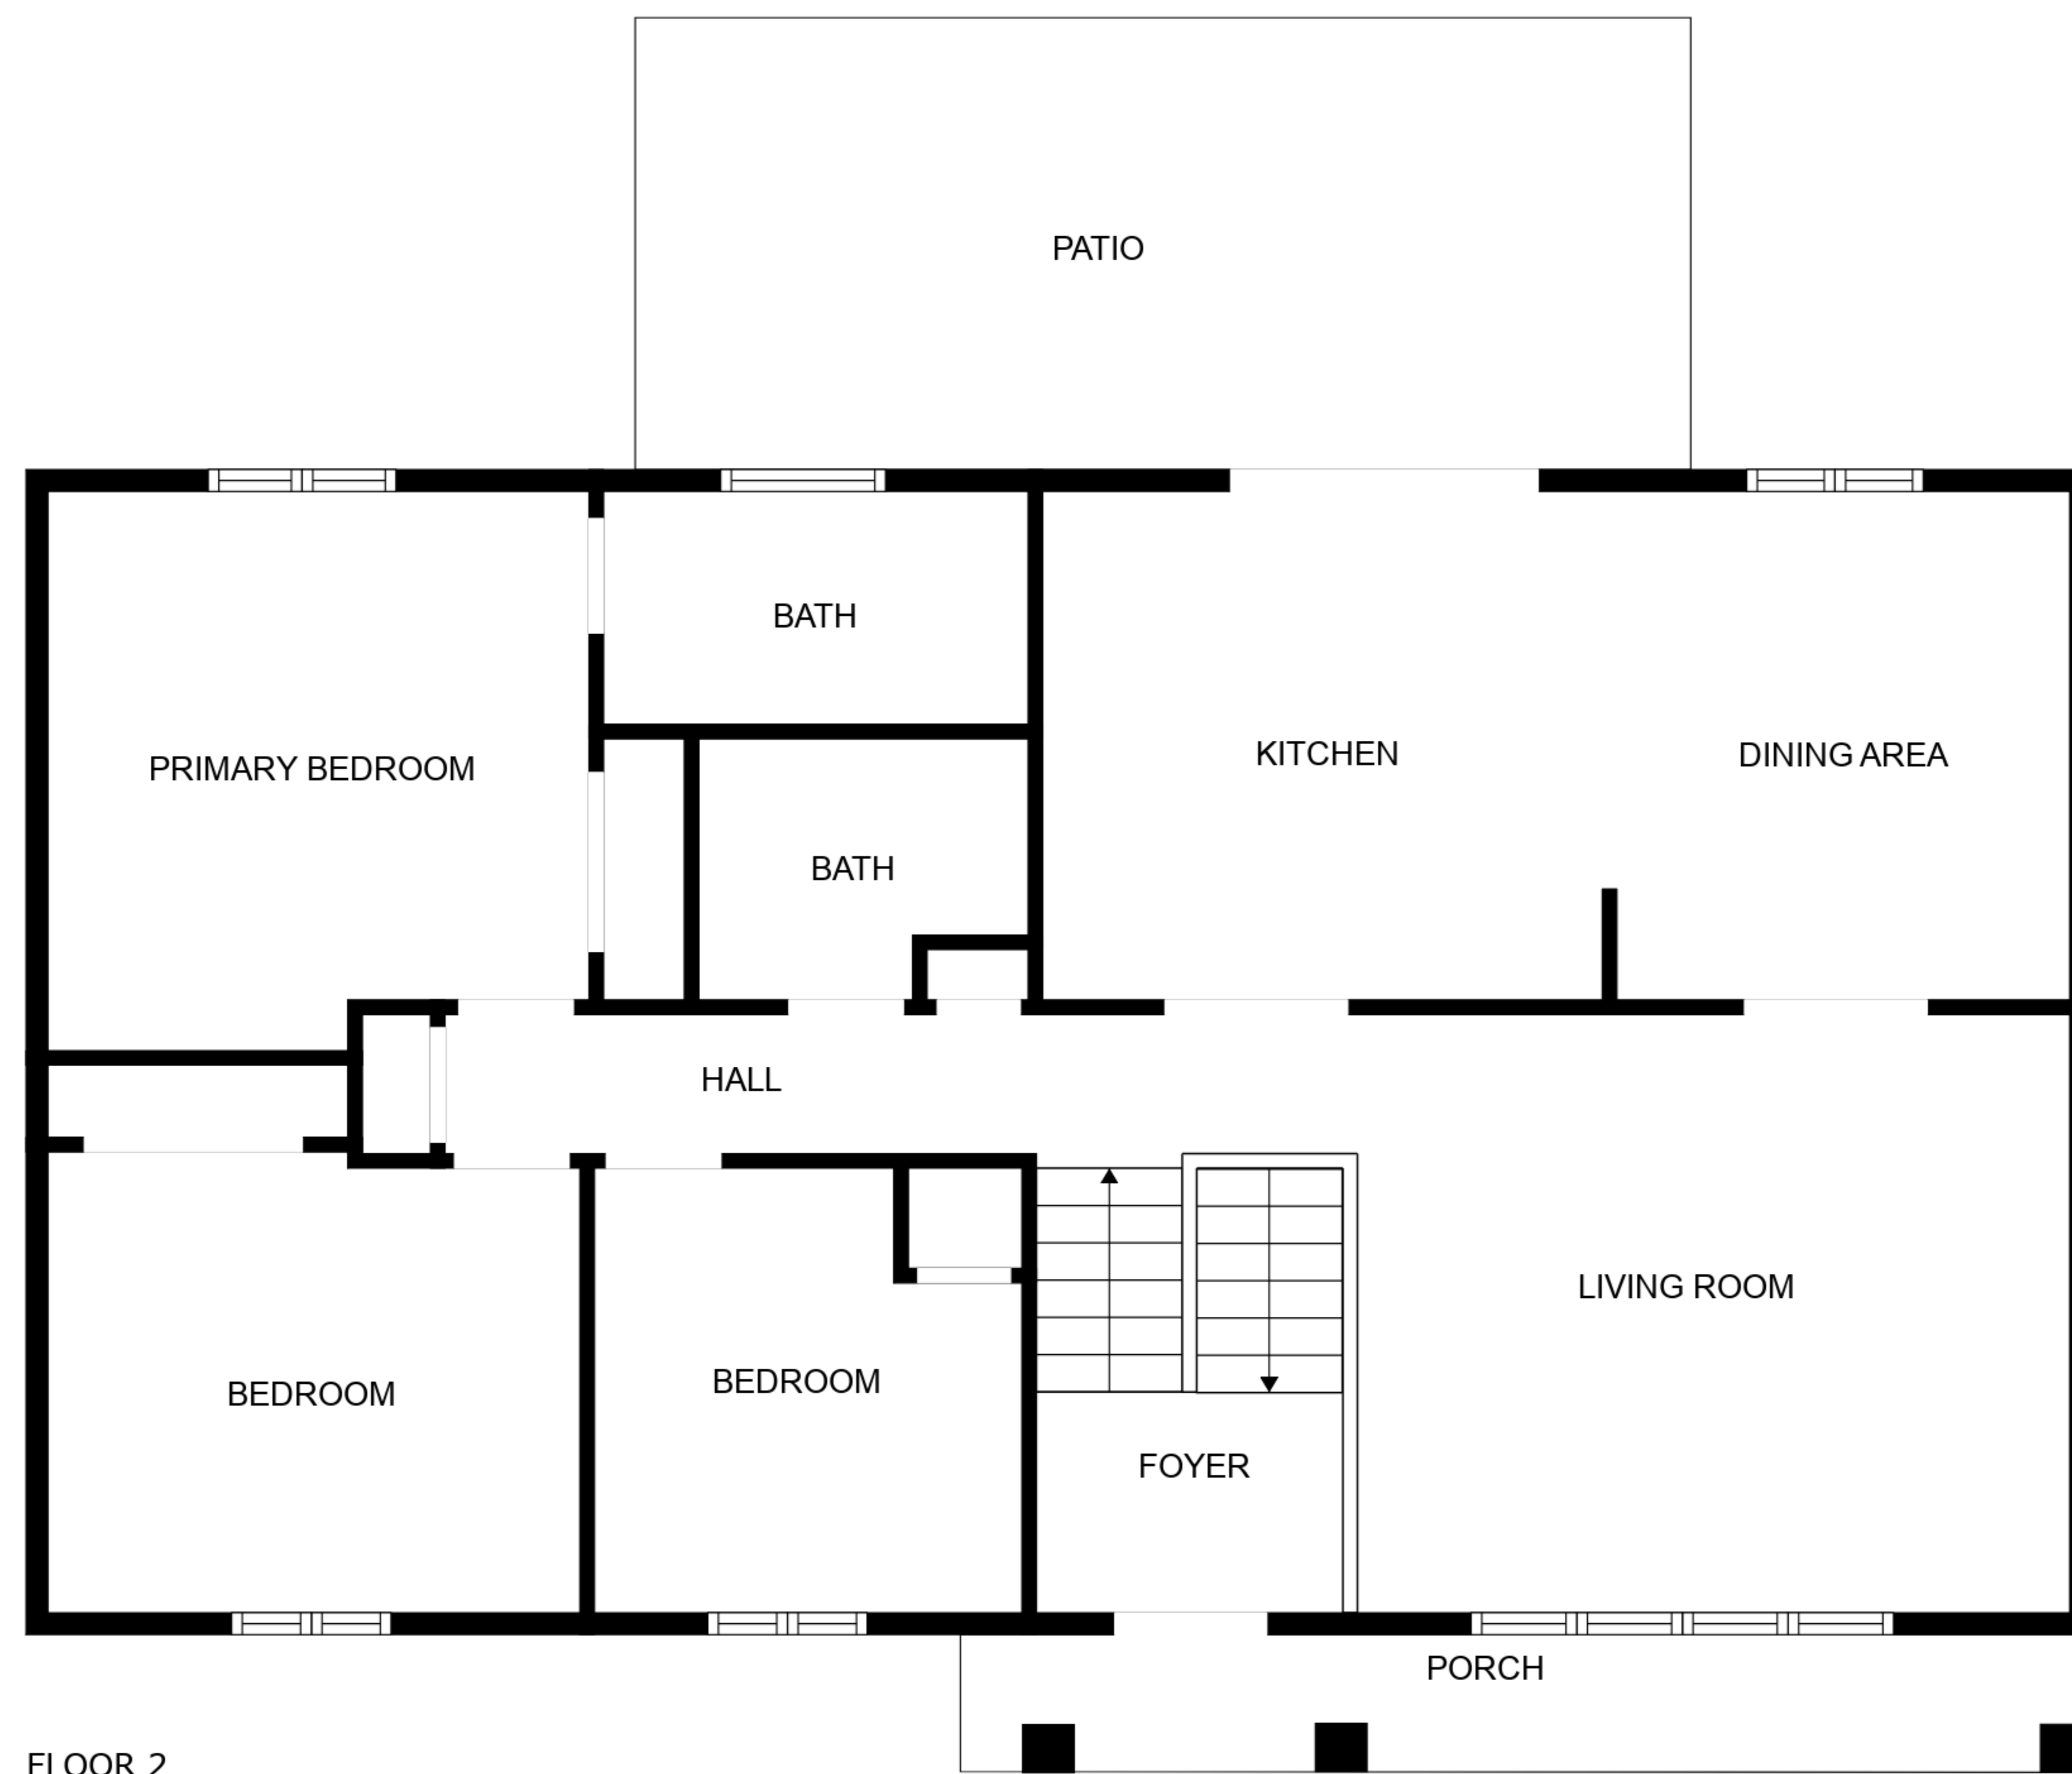 PATIO
BATH
PRIMARY BEDROOM
KITCHEN
DINING AREA
BATH
HALL
LIVING ROOM
BEDROOM
BEDROOM
FOYER
PORCH
FLOOR 2